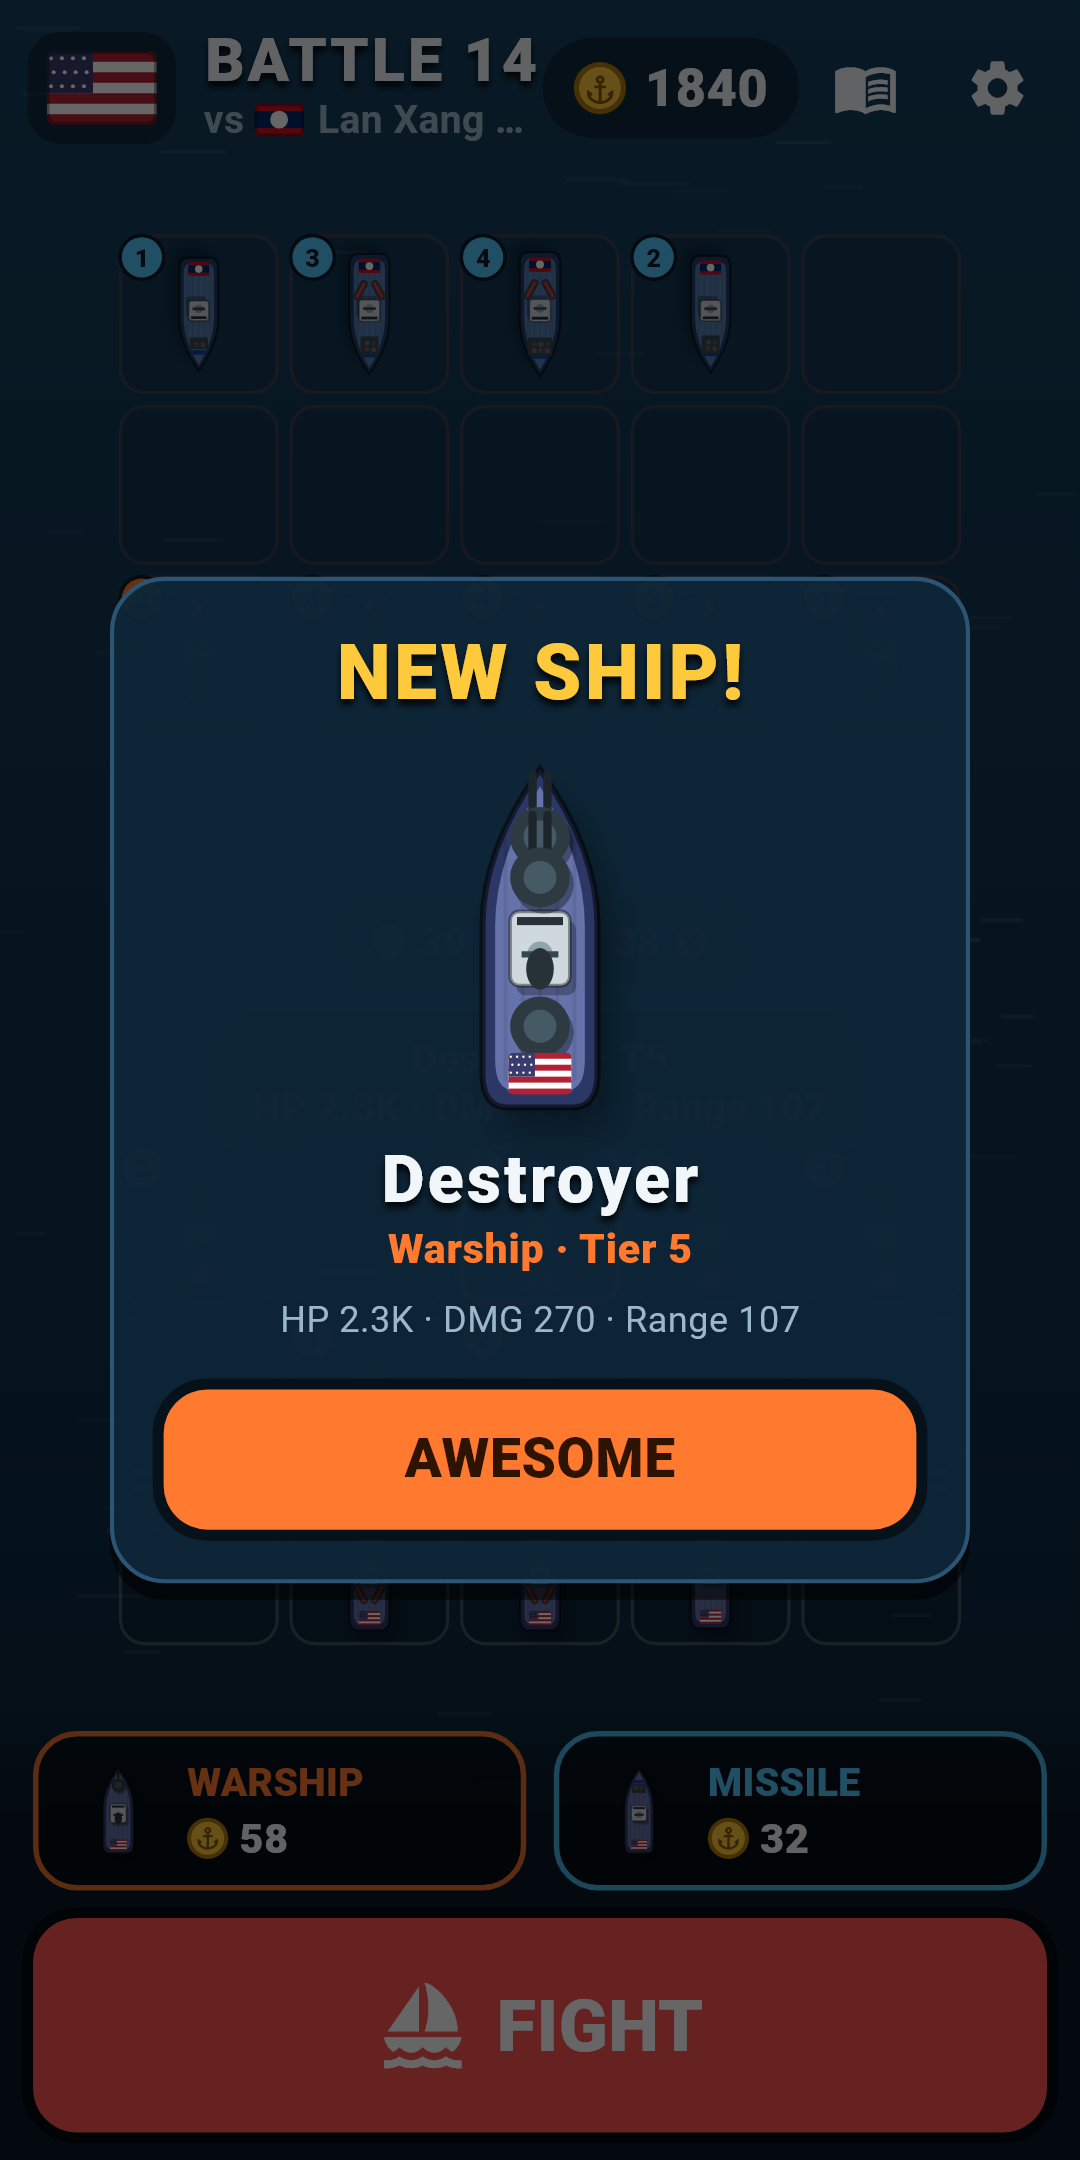 BATTLE 14
vs Lan Xang ...
1840
1 3 4 2
NEW SHIP!
Destroyer
Warship · Tier 5
HP 2.3K · DMG 270 · Range 107
AWESOME
WARSHIP
58
MISSILE
32
FIGHT